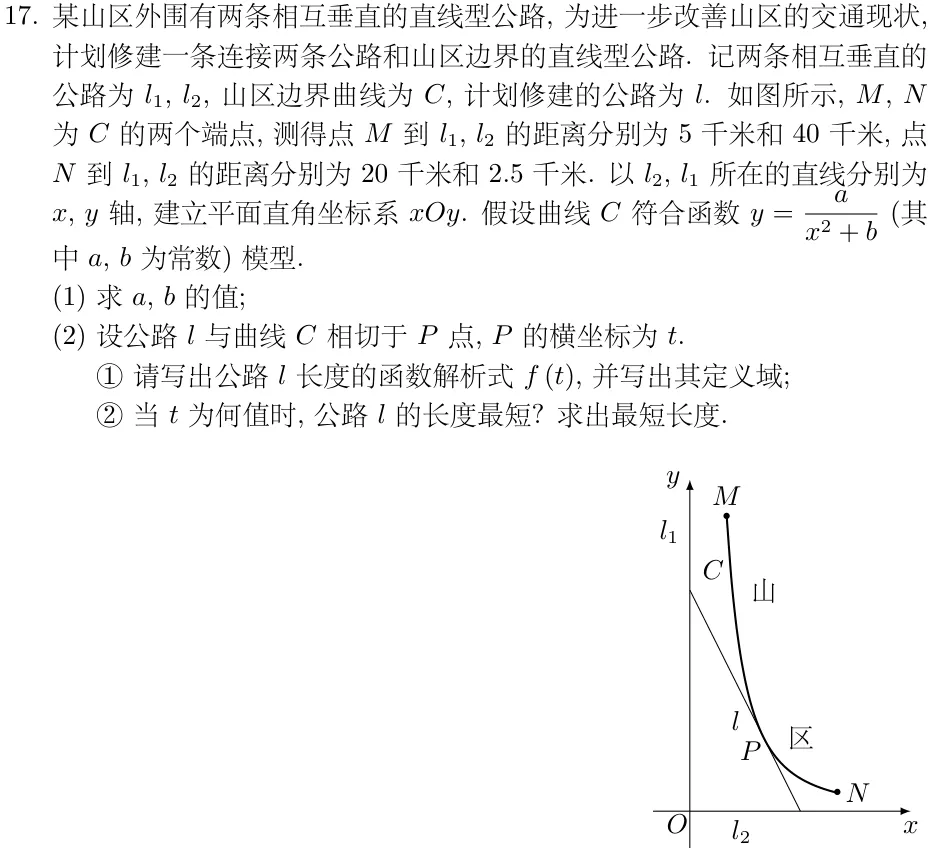 17. 某山区外围有两条相互垂直的直线型公路, 为进一步改善山区的交通现状,
计划修建一条连接两条公路和山区边界的直线型公路. 记两条相互垂直的
公路为 l₁, l₂, 山区边界曲线为 C, 计划修建的公路为 l. 如图所示, M, N
为 C 的两个端点, 测得点 M 到 l₁, l₂ 的距离分别为 5 千米和 40 千米, 点
N 到 l₁, l₂ 的距离分别为 20 千米和 2.5 千米. 以 l₂, l₁ 所在的直线分别为
x, y 轴, 建立平面直角坐标系 xOy. 假设曲线 C 符合函数 y = a/(x² + b) (其
中 a, b 为常数) 模型.
(1) 求 a, b 的值;
(2) 设公路 l 与曲线 C 相切于 P 点, P 的横坐标为 t.
① 请写出公路 l 长度的函数解析式 f (t), 并写出其定义域;
② 当 t 为何值时, 公路 l 的长度最短? 求出最短长度.
y
M
l₁
C
山
l
区
P
N
O
l₂
x